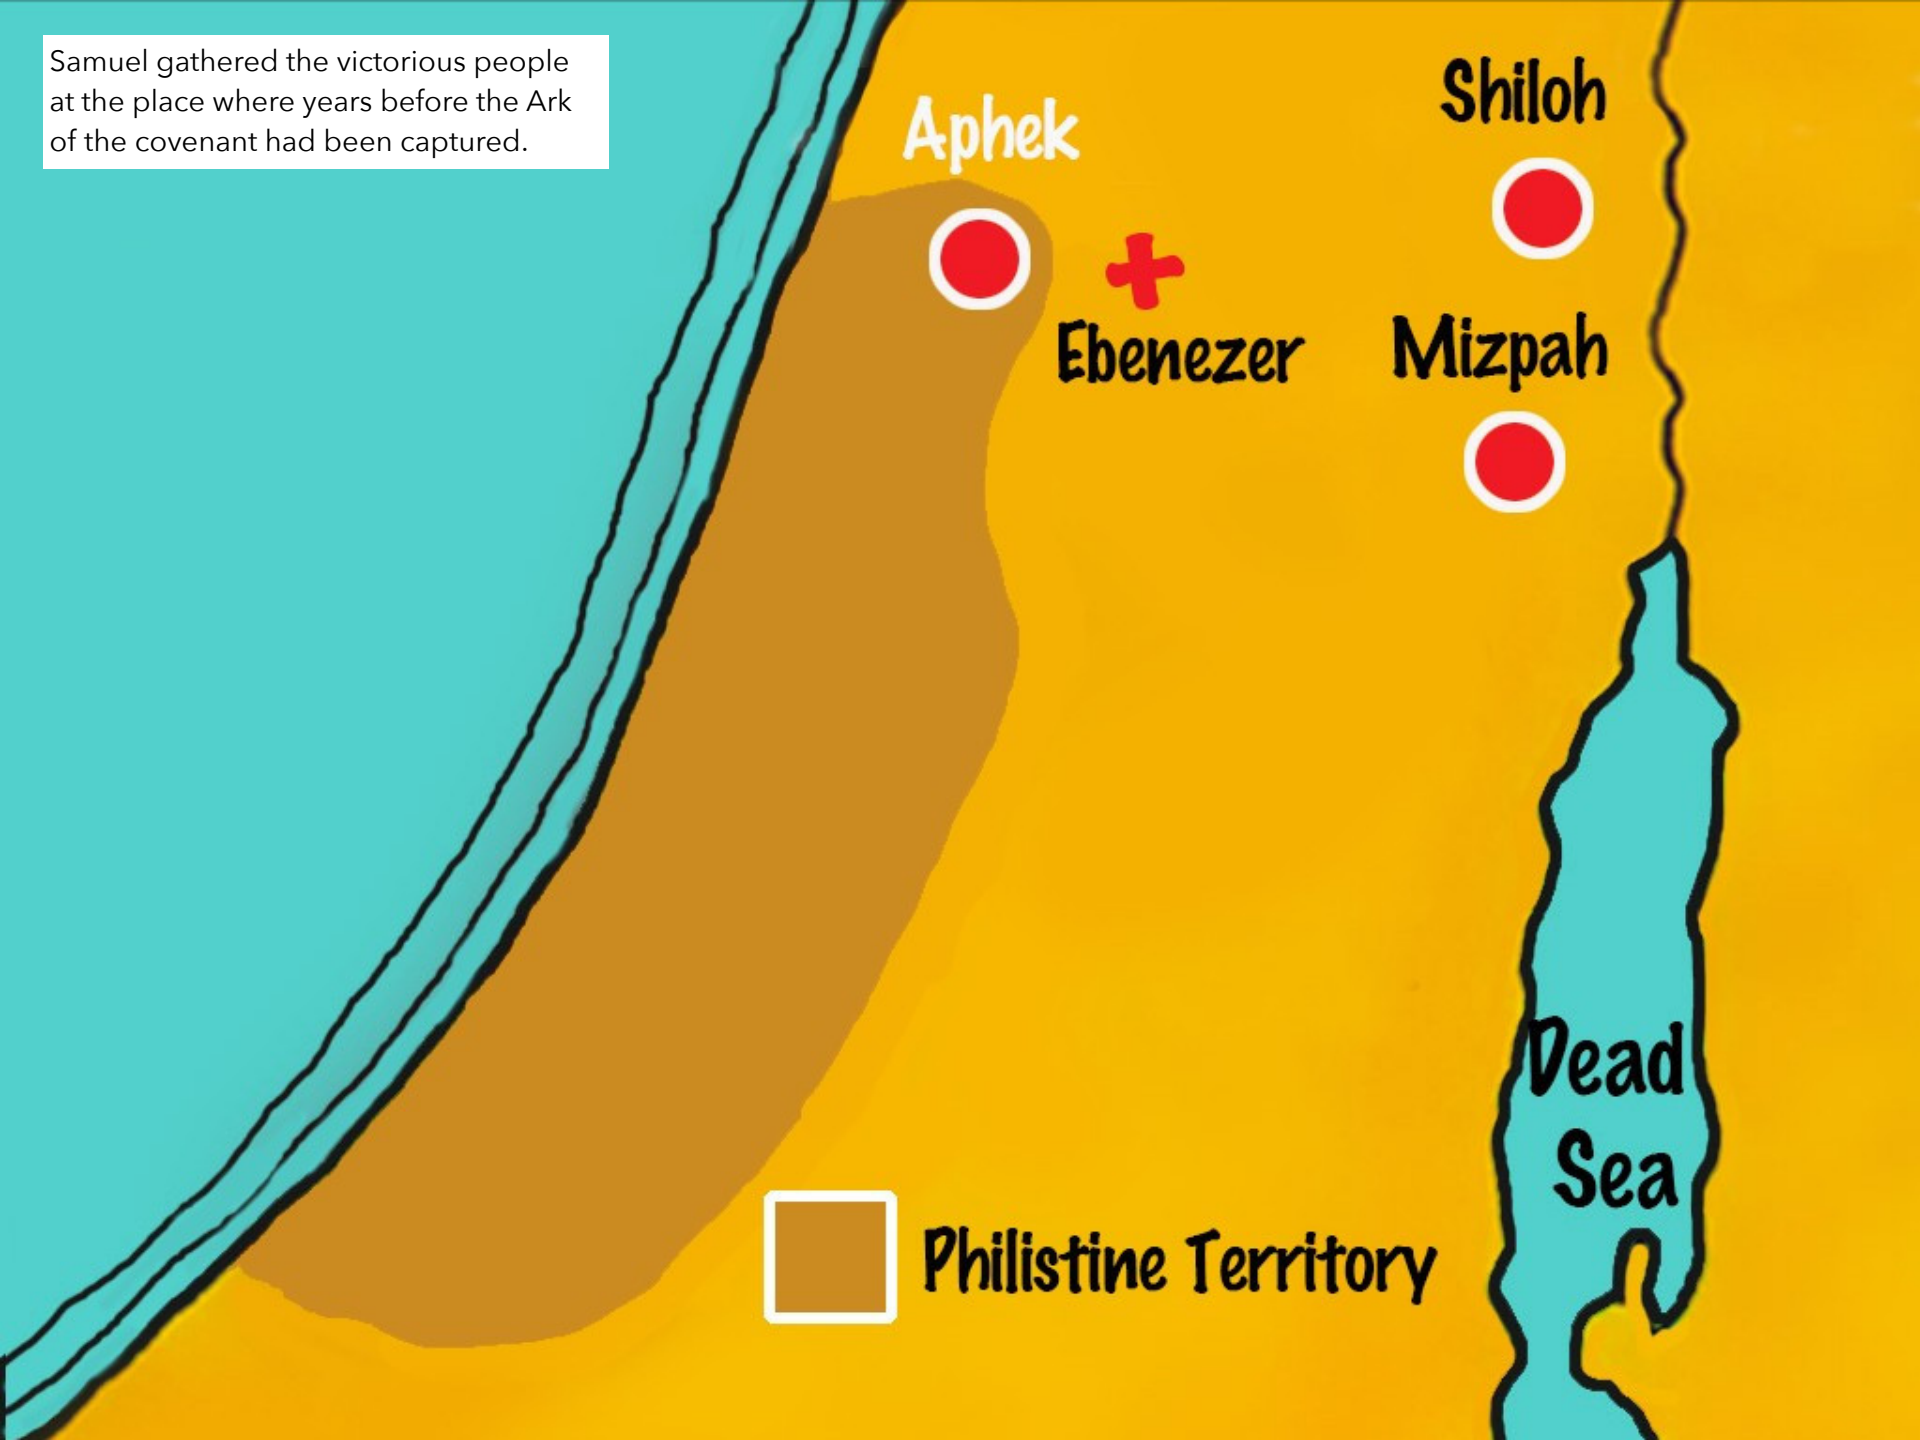 Samuel gathered the victorious people
at the place where years before the Ark
of the covenant had been captured.
Shiloh
Aphek
Ebenezer
Mizpah
Dead
Sea
Philistine Territory